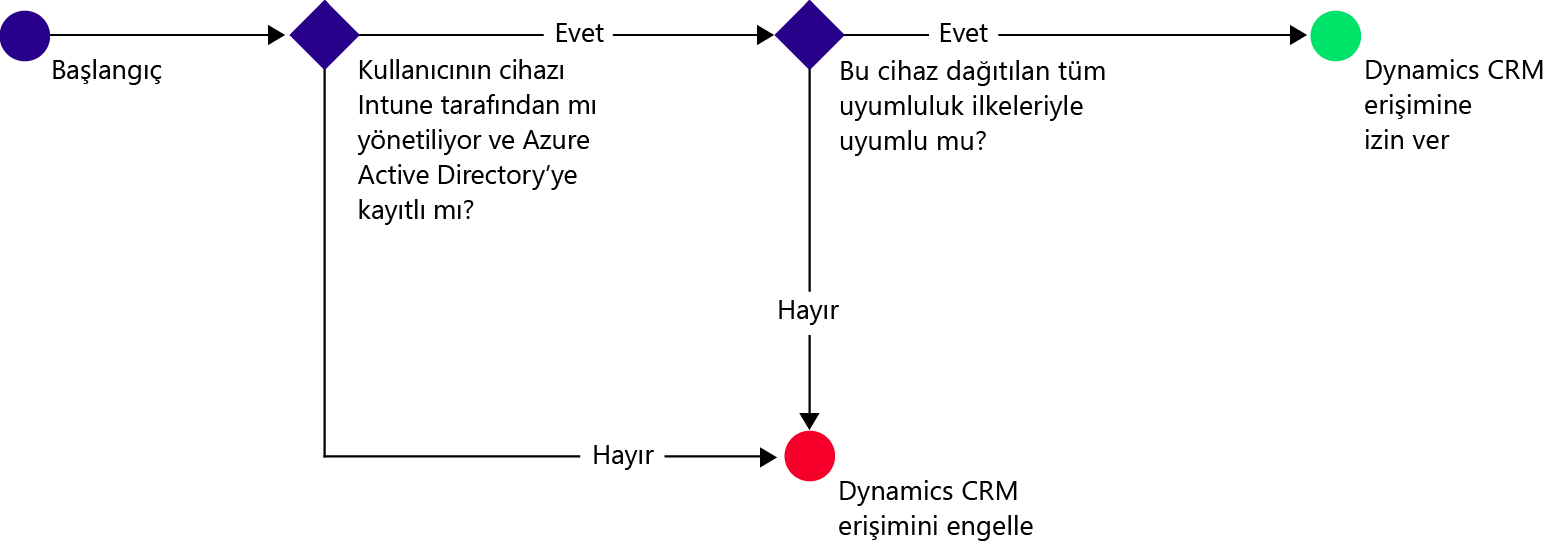 Başlangıç
Kullanıcının cihazı
Intune tarafından mı
yönetiliyor ve Azure
Active Directory’ye
kayıtlı mı?
Evet
Bu cihaz dağıtılan tüm
uyumluluk ilkeleriyle
uyumlu mu?
Evet
Dynamics CRM
erişimine
izin ver
Hayır
Hayır
Dynamics CRM
erişimini engelle